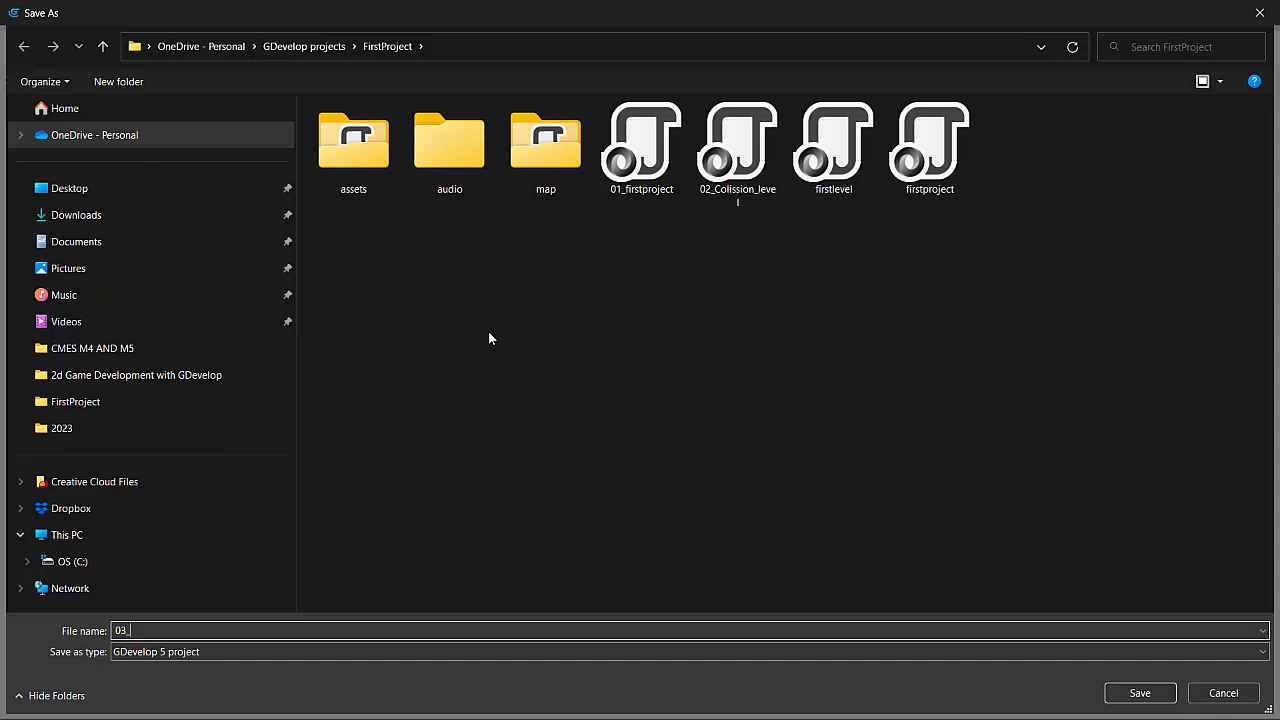 Save As
OneDrive - Personal
GDevelop projects
FirstProject
Search FirstProject
Organize
New folder
Home
OneDrive - Personal
Desktop
Downloads
Documents
Pictures
Music
Videos
CMES M4 AND M5
2d Game Development with GDevelop
FirstProject
2023
Creative Cloud Files
Dropbox
This PC
OS (C:)
Network
assets
audio
map
01_firstproject
02_Colission_leve
l
firstlevel
firstproject
File name: 03_
Save as type: GDevelop 5 project
Hide Folders
Save
Cancel